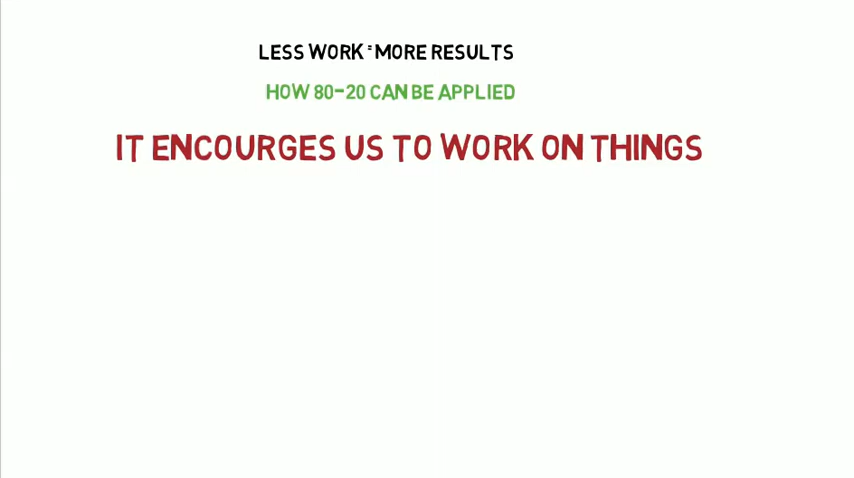 LESS WORK = MORE RESULTS
HOW 80-20 CAN BE APPLIED
IT ENCOURGES US TO WORK ON THINGS